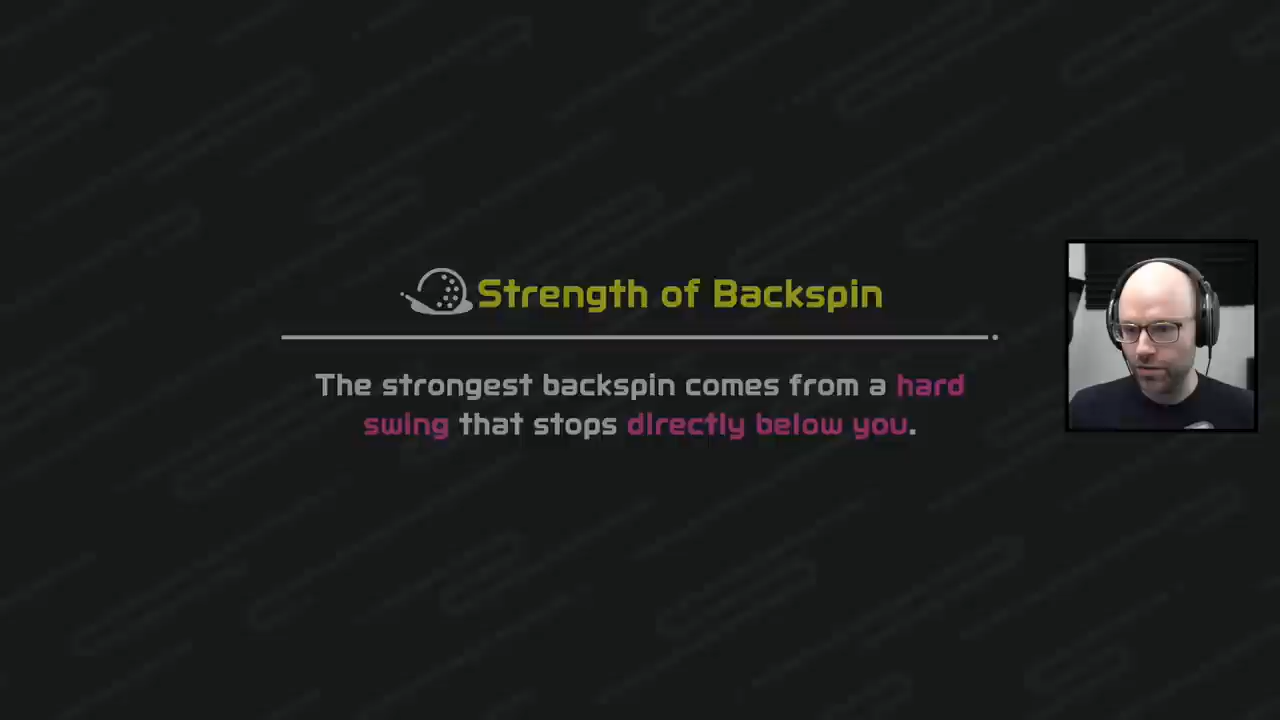 Strength of Backspin
The strongest backspin comes from a hard
swing that stops directly below you.